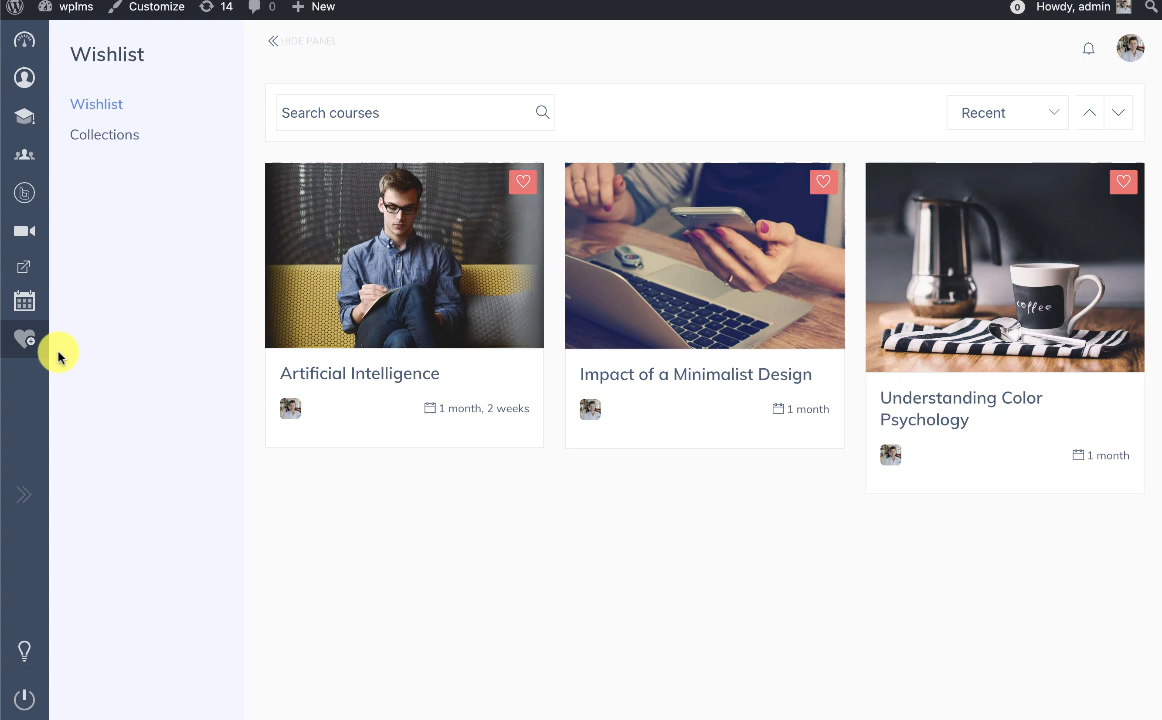 wplms Customize 14 0 New 0 Howdy, admin
Wishlist
Wishlist
Collections
HIDE PANEL
Search courses
Recent
coffee
Artificial Intelligence
1 month, 2 weeks
Impact of a Minimalist Design
1 month
Understanding Color
Psychology
1 month